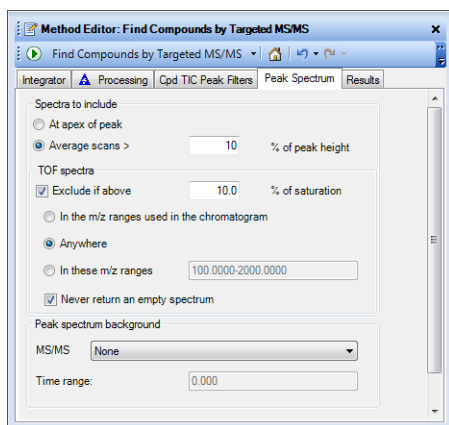 Method Editor: Find Compounds by Targeted MS/MS
Find Compounds by Targeted MS/MS
Integrator Processing Cpd TIC Peak Filters Peak Spectrum Results
Spectra to include
At apex of peak
Average scans > 10 % of peak height
TOF spectra
Exclude if above 10.0 % of saturation
In the m/z ranges used in the chromatogram
Anywhere
In these m/z ranges 100.0000-2000.0000
Never return an empty spectrum
Peak spectrum background
MS/MS None
Time range: 0.000